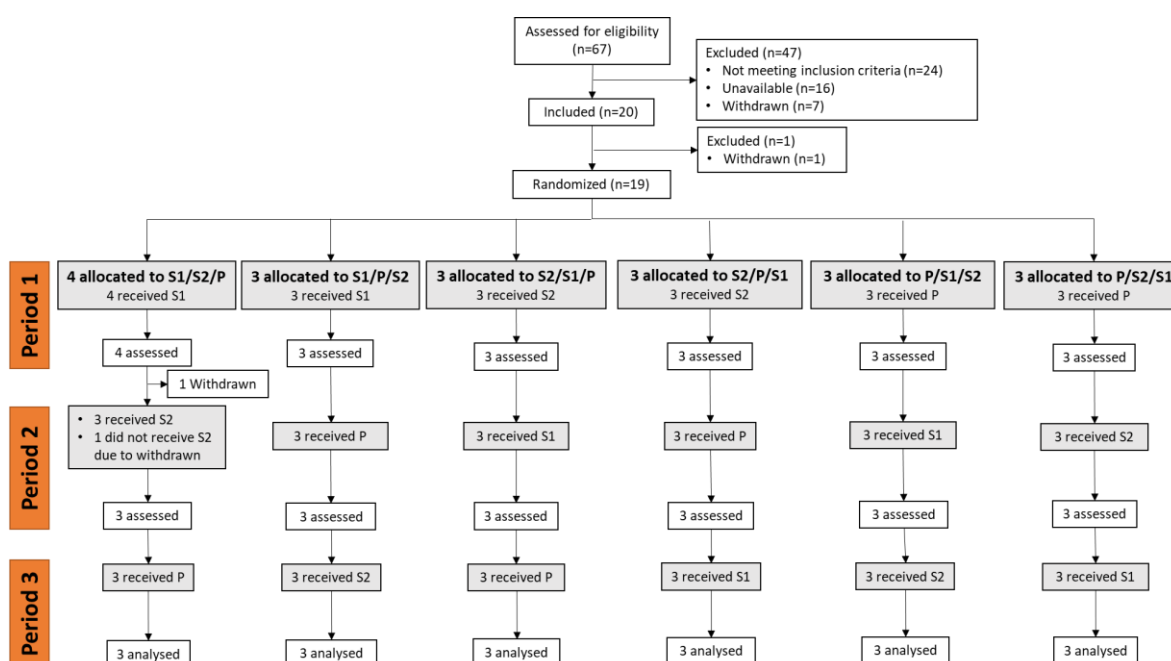 Assessed for eligibility
(n=67)
Excluded (n=47)
• Not meeting inclusion criteria (n=24)
• Unavailable (n=16)
• Withdrawn (n=7)
Included (n=20)
Excluded (n=1)
• Withdrawn (n=1)
Randomized (n=19)
Period 1
4 allocated to S1/S2/P
4 received S1
3 allocated to S1/P/S2
3 received S1
3 allocated to S2/S1/P
3 received S2
3 allocated to S2/P/S1
3 received S2
3 allocated to P/S1/S2
3 received P
3 allocated to P/S2/S1
3 received P
4 assessed
3 assessed
3 assessed
3 assessed
3 assessed
3 assessed
1 Withdrawn
Period 2
• 3 received S2
• 1 did not receive S2
due to withdrawn
3 received P
3 received S1
3 received P
3 received S1
3 received S2
3 assessed
3 assessed
3 assessed
3 assessed
3 assessed
3 assessed
Period 3
3 received P
3 received S2
3 received P
3 received S1
3 received S2
3 received S1
3 analysed
3 analysed
3 analysed
3 analysed
3 analysed
3 analysed